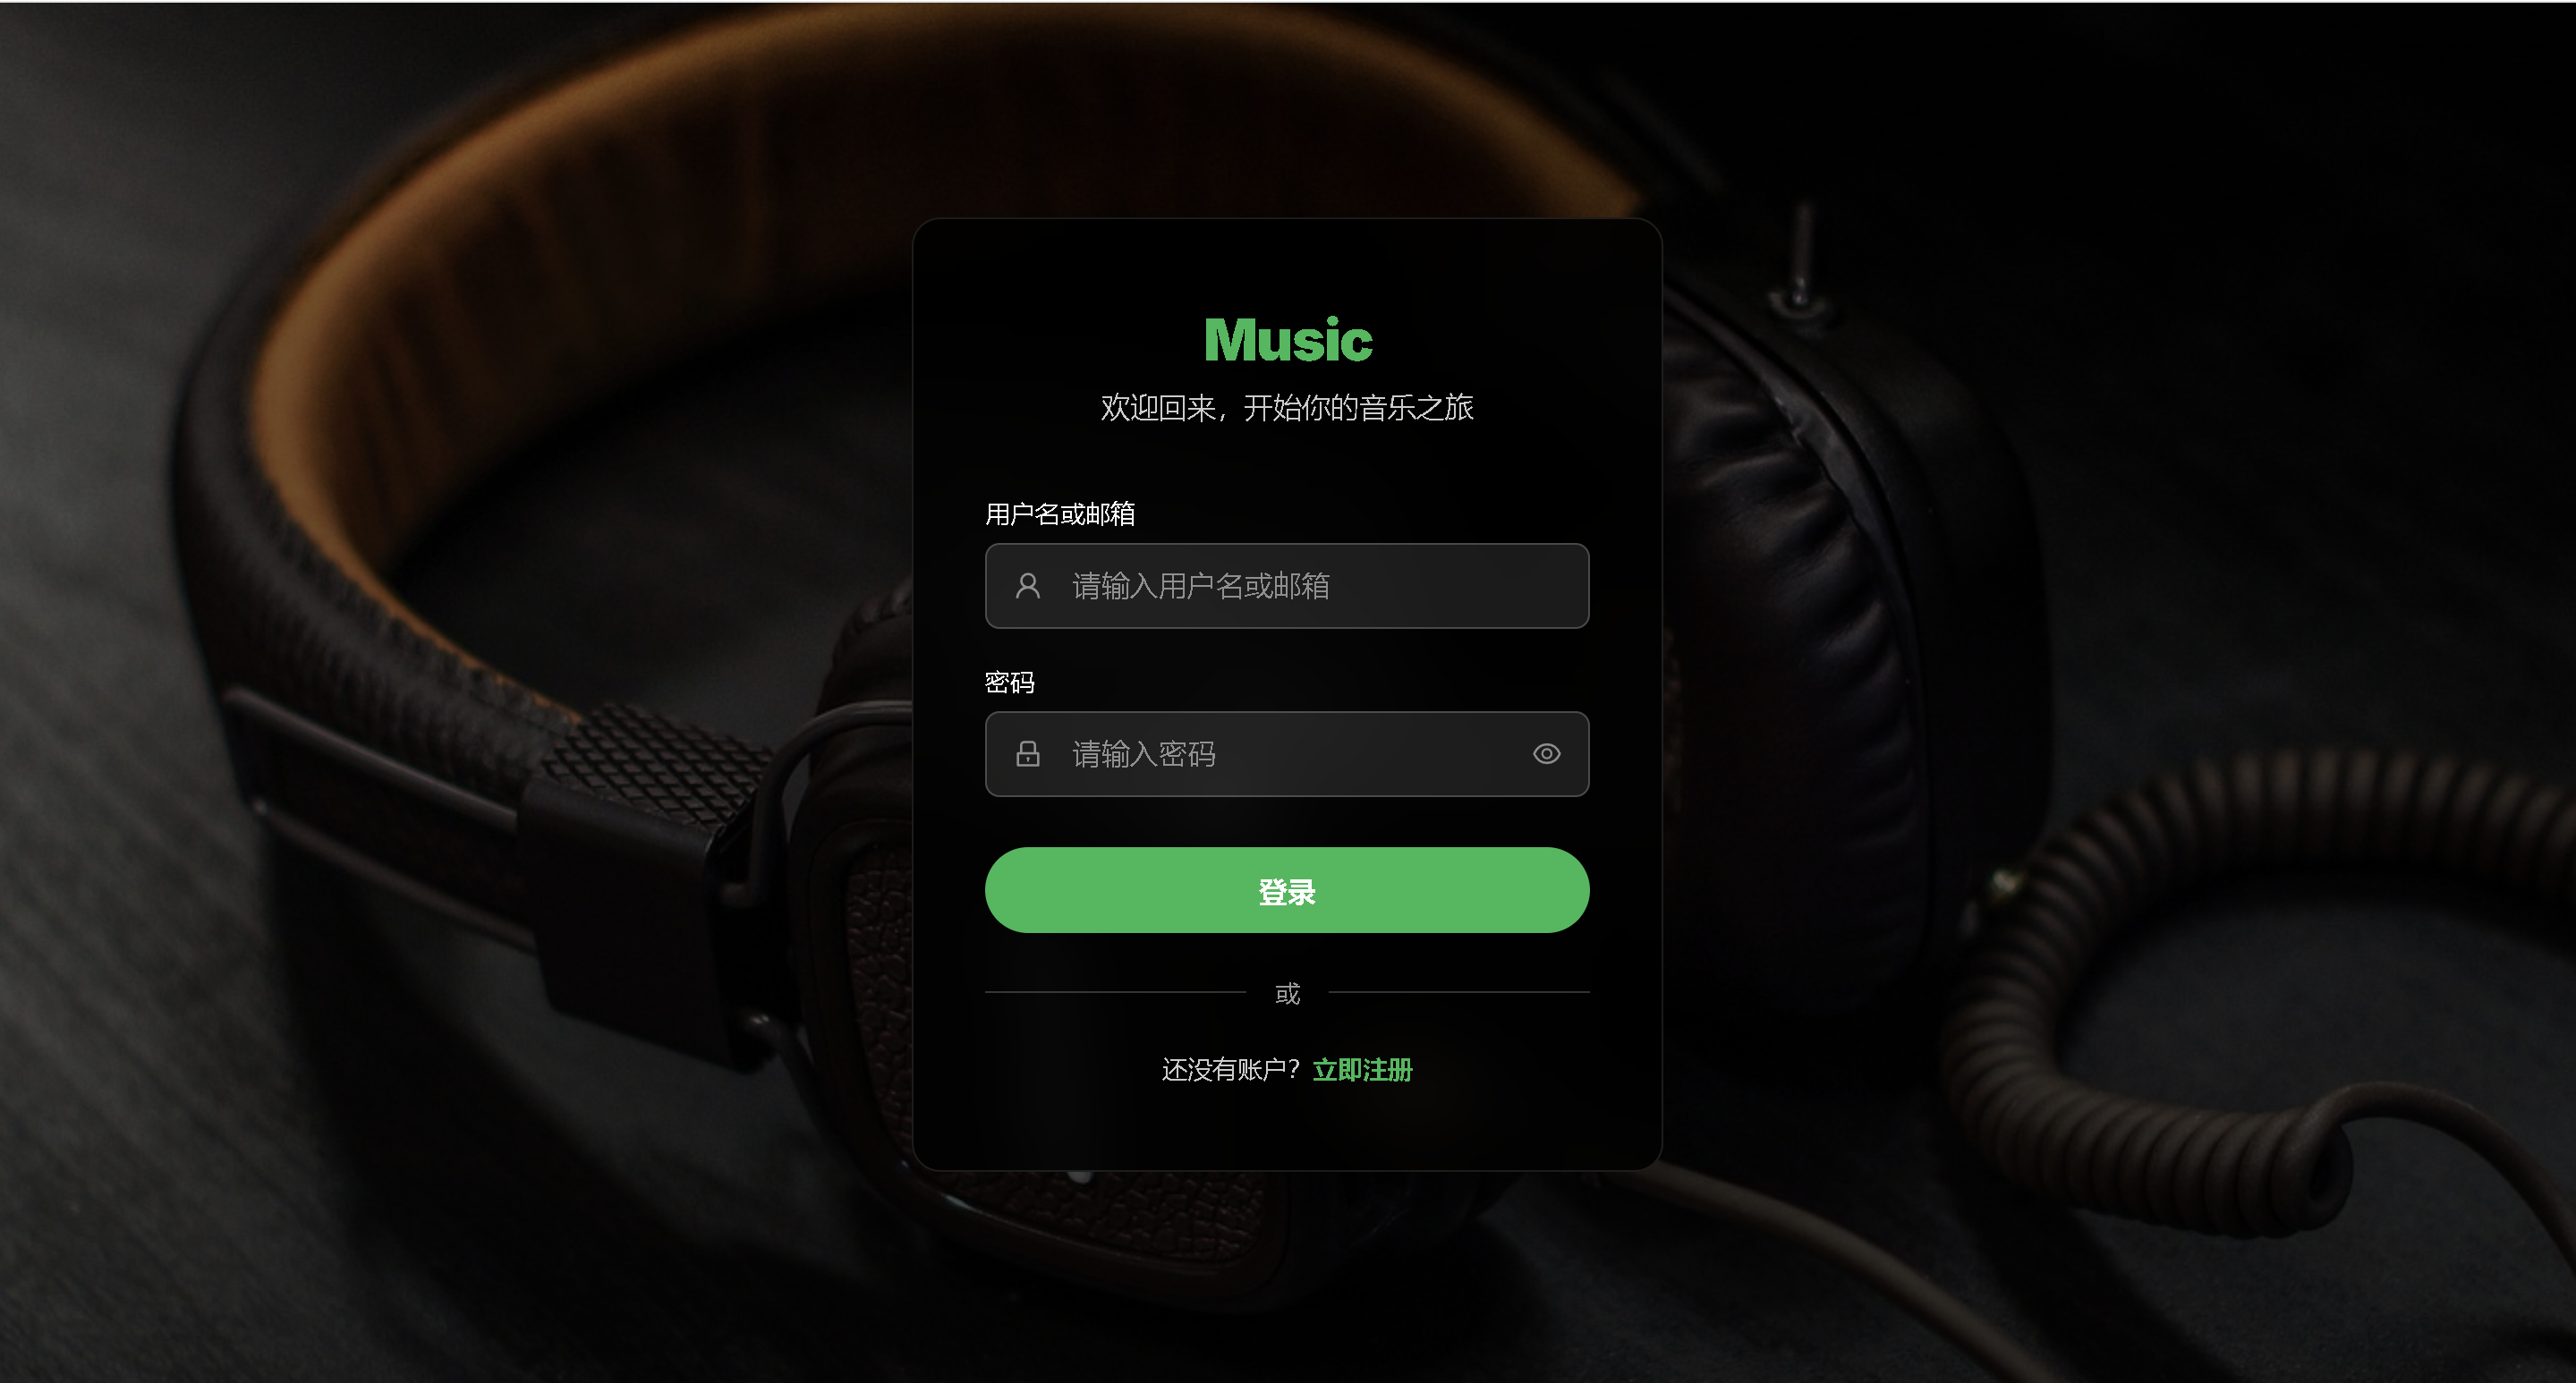 Music
欢迎回来，开始你的音乐之旅
用户名或邮箱
请输入用户名或邮箱
密码
请输入密码
登录
或
还没有账户？立即注册